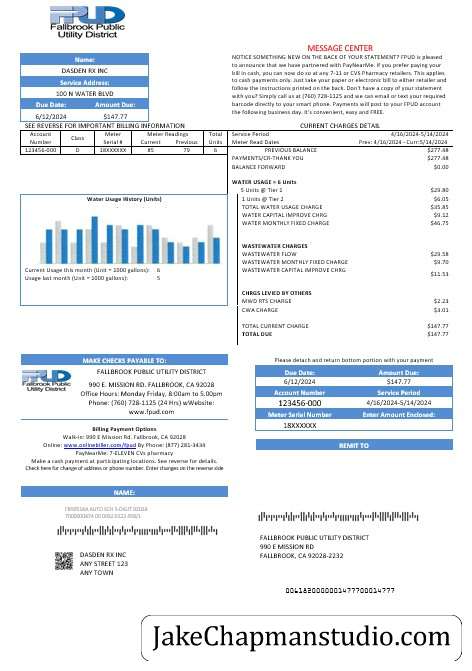 FPUD
Fallbrook Public
Utility District
Name:
DASDEN RX INC
Service Address:
100 N WATER BLVD
Due Date: Amount Due:
6/12/2024 $147.77
MESSAGE CENTER
NOTICE SOMETHING NEW ON THE BACK OF YOUR STATEMENT? FPUD is pleased
to announce that we have partnered with PayNearMe. If you prefer paying your
bill in cash, you can now do so at any 7-11 or CVS Pharmacy retailers. This applies
to cash payments only. Just take your paper or electronic bill to either retailer and
follow the instructions printed on the back. Don't have a copy of your statement
with you? Simply call us at (760) 728-1125 and we can email or text your required
barcode directly to your smart phone. Payments will post to your FPUD account
the following business day. It's convenient, easy and FREE.
SEE REVERSE FOR IMPORTANT BILLING INFORMATION
Account Number Class Meter Serial # Meter Readings Current Previous Total Units
123456-000 D 18XXXXXX 85 79 6
CURRENT CHARGES DETAIL
Service Period 4/16/2024-5/14/2024
Meter Read Dates Prev: 4/16/2024 - Curr:5/14/2024
PREVIOUS BALANCE $277.48
PAYMENTS/CR-THANK YOU $277.48
BALANCE FORWARD $0.00
WATER USAGE = 6 Units
5 Units @ Tier 1 $29.80
1 Units @ Tier 2 $6.05
TOTAL WATER USAGE CHARGE $35.85
WATER CAPITAL IMPROVE CHRG $9.12
WATER MONTHLY FIXED CHARGE $46.75
WASTEWATER CHARGES
WASTEWATER FLOW $29.58
WASTEWATER MONTHLY FIXED CHARGE $9.70
WASTEWATER CAPITAL IMPROVE CHRG $11.53
CHRGS LEVIED BY OTHERS
MWD RTS CHARGE $2.23
CWA CHARGE $3.01
TOTAL CURRENT CHARGE $147.77
TOTAL DUE $147.77
Water Usage History (Units)
Current Usage this month (Unit = 1000 gallons): 6
Usage last month (Unit = 1000 gallons): 5
MAKE CHECKS PAYABLE TO:
FPUD
Fallbrook Public
Utility District
FALLBROOK PUBLIC UTILITY DISTRICT
990 E. MISSION RD. FALLBROOK, CA 92028
Office Hours: Monday Friday, 8:00am to 5.00pm
Phone: (760) 728-1125 (24 Hrs) wWebsite:
www.fpud.com
Billing Payment Options
Walk-in: 990 E Mission Rd. Fallbrook, CA 92028
Online: www.onlinebiller.com/fpud By Phone: (877) 281-3434
PayNearMe: 7-ELEVEN CVs pharmacy
Make a cash payment at participating locations. See reverse for details.
Check here for change of address or phone number. Enter changes on the reverse side
Please detach and return bottom portion with your payment
Due Date: Amount Due:
6/12/2024 $147.77
Account Number Service Period
123456-000 4/16/2024-5/14/2024
Meter Serial Number Enter Amount Enclosed:
18XXXXXX
REMIT TO
NAME:
DASDEN RX INC
ANY STREET 123
ANY TOWN
FALLBROOK PUBLIC UTILITY DISTRICT
990 E MISSION RD
FALLBROOK, CA 92028-2232
JakeChapmanstudio.com